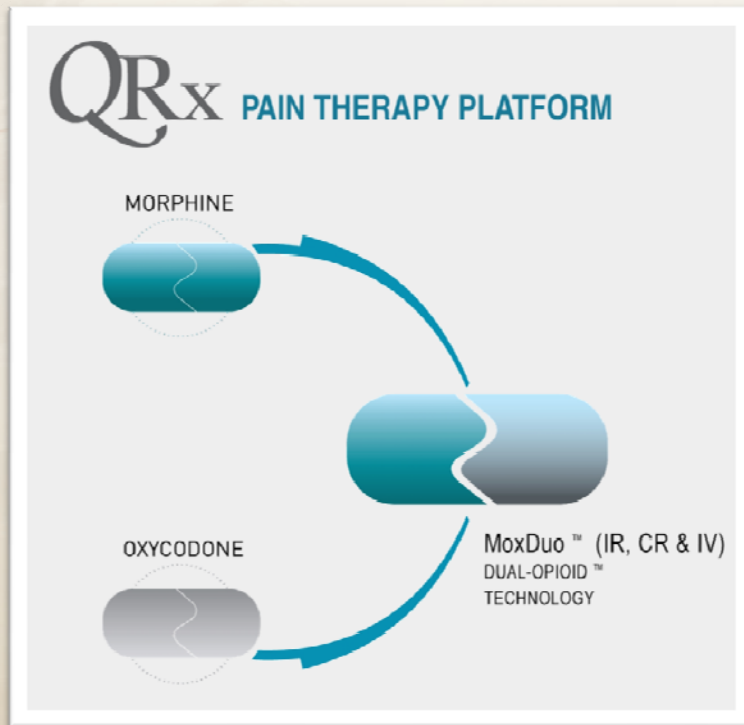 QRx PAIN THERAPY PLATFORM
MORPHINE
OXYCODONE
MoxDuo ™ (IR, CR & IV)
DUAL-OPIOID ™
TECHNOLOGY